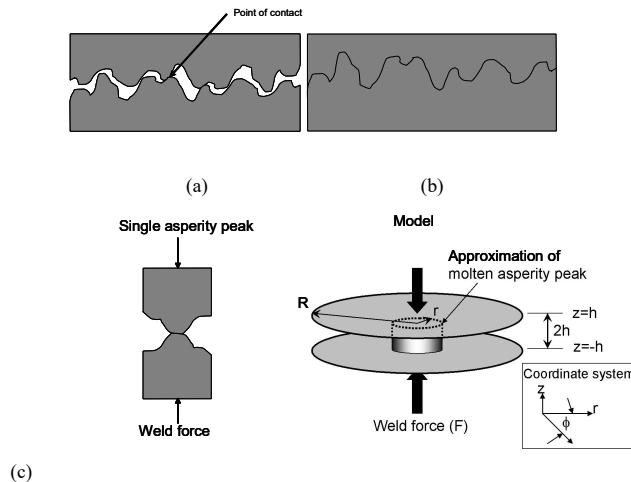 Point of contact
(a)
(b)
Single asperity peak
Weld force
Model
Approximation of
molten asperity peak
R
r
z=h
2h
z=-h
Weld force (F)
Coordinate system
z
r
ϕ
(c)